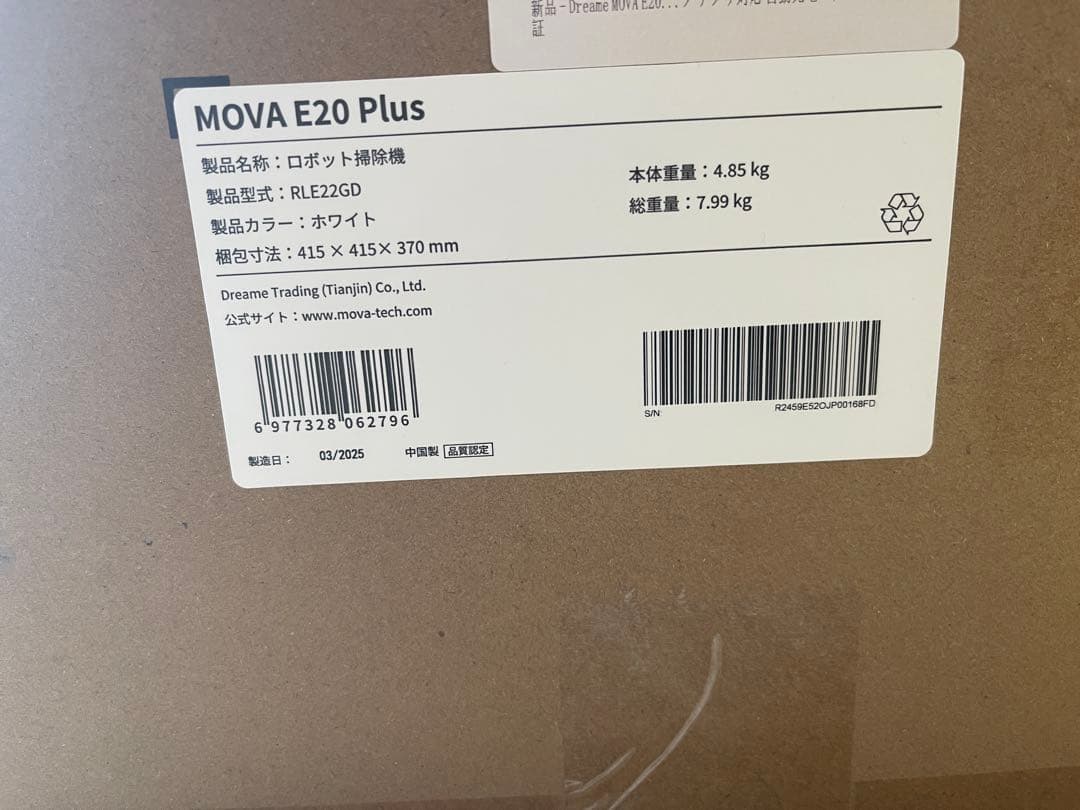 新品 - Dreame MOVA E20...
証
MOVA E20 Plus
製品名称：ロボット掃除機
製品型式：RLE22GD
製品カラー：ホワイト
梱包寸法：415 × 415× 370 mm
本体重量：4.85 kg
総重量：7.99 kg
Dreame Trading (Tianjin) Co., Ltd.
公式サイト：www.mova-tech.com
6 977328 062796
S/N: R2459E52OJP00168FD
製造日： 03/2025 中国製 品質認定